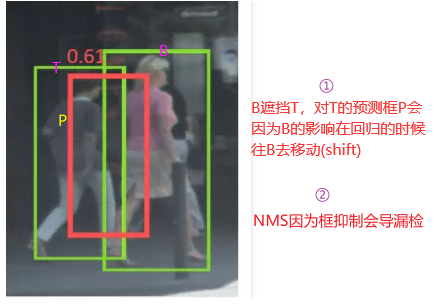 0.61
T
B
P
①
B遮挡T，对T的预测框P会
因为B的影响在回归的时候
往B去移动(shift)
②
NMS因为框抑制会导漏检